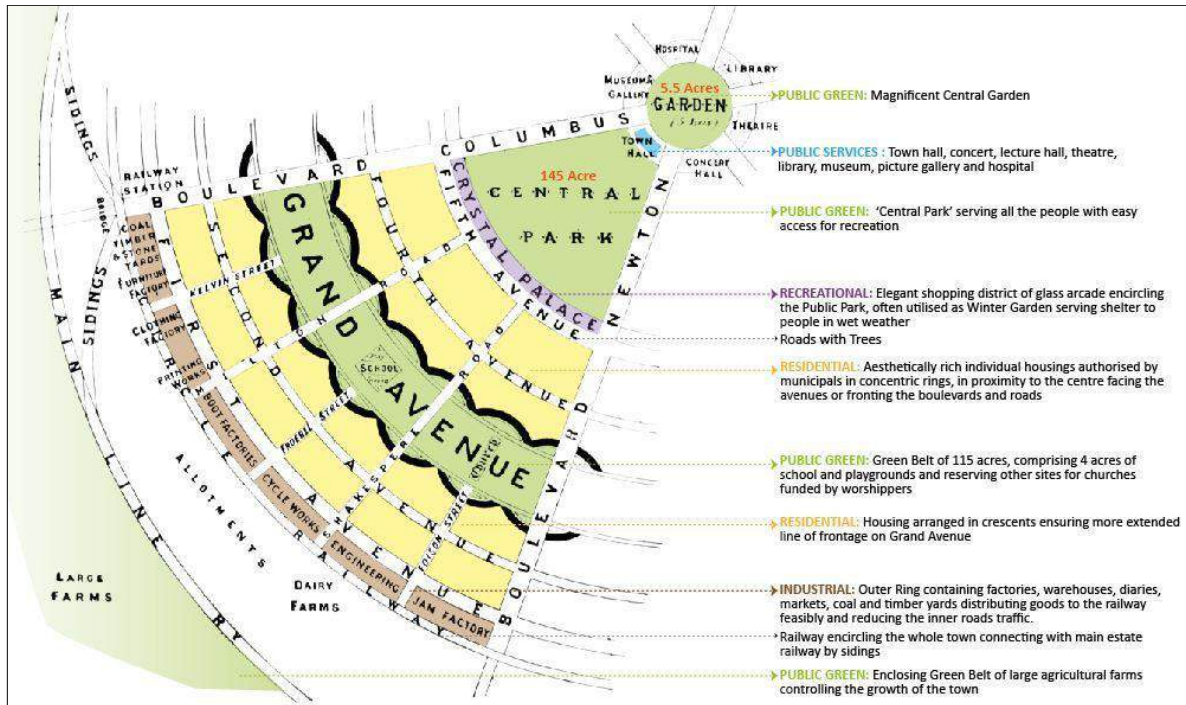 HOSPITAL
LIBRARY
MUSEUM &
GALLERY
5.5 Acres
GARDEN
THEATRE
TOWN
HALL
CONCERT
HALL
COLUMBUS
BOULEVARD
145 Acre
CENTRAL
PARK
CRYSTAL PALACE
FIFTH AVENUE
NEWTON
BOULEVARD
FOURTH AVENUE
GRAND
AVENUE
SCHOOL
CHURCH
SECOND AVENUE
FIRST AVENUE
KELVIN STREET
ROAD
FROEBEL STREET
SHAKESPEARE ROAD
EDISON STREET
SIDINGS
RAILWAY
STATION
BRIDGE
COAL
TIMBER
& STONE
YARDS
FURNITURE
FACTORY
CLOTHING
FACTORY
PRINTING
WORKS
BOOT FACTORIES
CYCLE WORKS
ENGINEERING
JAM FACTORY
CIRCLE RAILWAY
SIDINGS
MAIN LINE RY
ALLOTMENTS
DAIRY
FARMS
LARGE
FARMS
PUBLIC GREEN: Magnificent Central Garden
PUBLIC SERVICES : Town hall, concert, lecture hall, theatre,
library, museum, picture gallery and hospital
PUBLIC GREEN: 'Central Park' serving all the people with easy
access for recreation
RECREATIONAL: Elegant shopping district of glass arcade encircling
the Public Park, often utilised as Winter Garden serving shelter to
people in wet weather
Roads with Trees
RESIDENTIAL: Aesthetically rich individual housings authorised by
municipals in concentric rings, in proximity to the centre facing the
avenues or fronting the boulevards and roads
PUBLIC GREEN: Green Belt of 115 acres, comprising 4 acres of
school and playgrounds and reserving other sites for churches
funded by worshippers
RESIDENTIAL: Housing arranged in crescents ensuring more extended
line of frontage on Grand Avenue
INDUSTRIAL: Outer Ring containing factories, warehouses, diaries,
markets, coal and timber yards distributing goods to the railway
feasibly and reducing the inner roads traffic.
Railway encircling the whole town connecting with main estate
railway by sidings
PUBLIC GREEN: Enclosing Green Belt of large agricultural farms
controlling the growth of the town